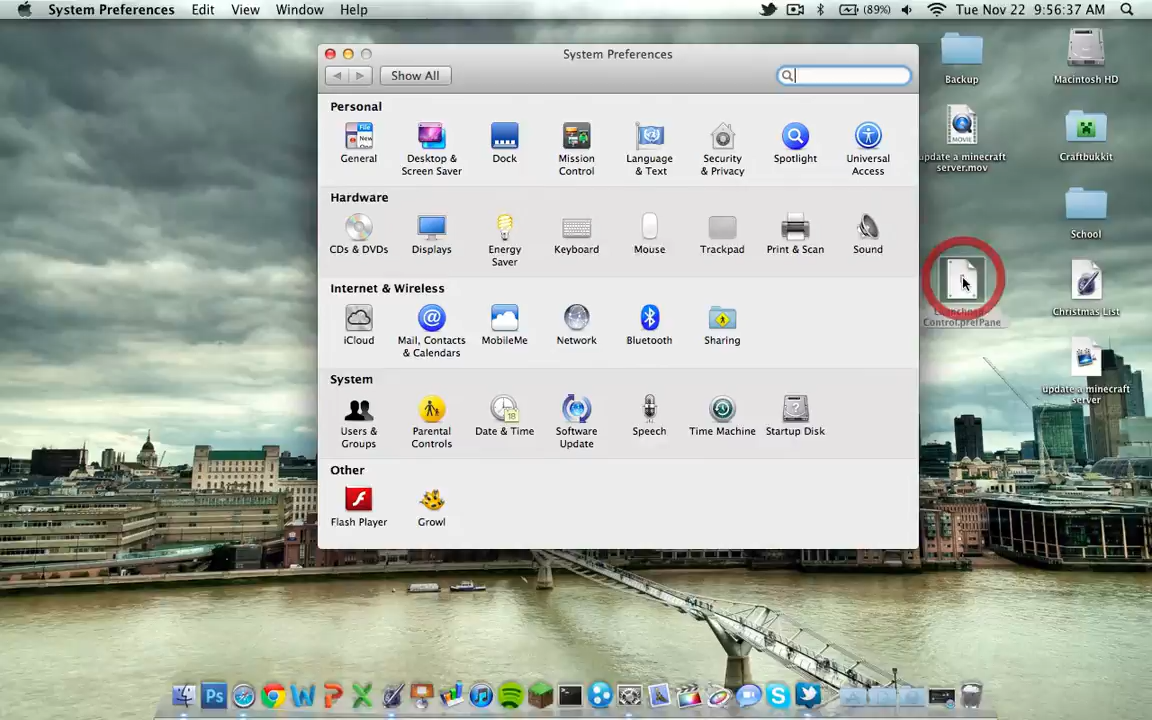 System Preferences Edit View Window Help
(89%) Tue Nov 22 9:56:37 AM
System Preferences
Show All
Personal
General
Desktop &
Screen Saver
Dock
Mission
Control
Language
& Text
Security
& Privacy
Spotlight
Universal
Access
Hardware
CDs & DVDs
Displays
Energy
Saver
Keyboard
Mouse
Trackpad
Print & Scan
Sound
Internet & Wireless
iCloud
Mail, Contacts
& Calendars
MobileMe
Network
Bluetooth
Sharing
System
Users &
Groups
Parental
Controls
Date & Time
Software
Update
Speech
Time Machine
Startup Disk
Other
Flash Player
Growl
Backup
Macintosh HD
MOVIE
update a minecraft
server.mov
Craftbukkit
School
Launchpad
Control.prefPane
Christmas List
update a minecraft
server